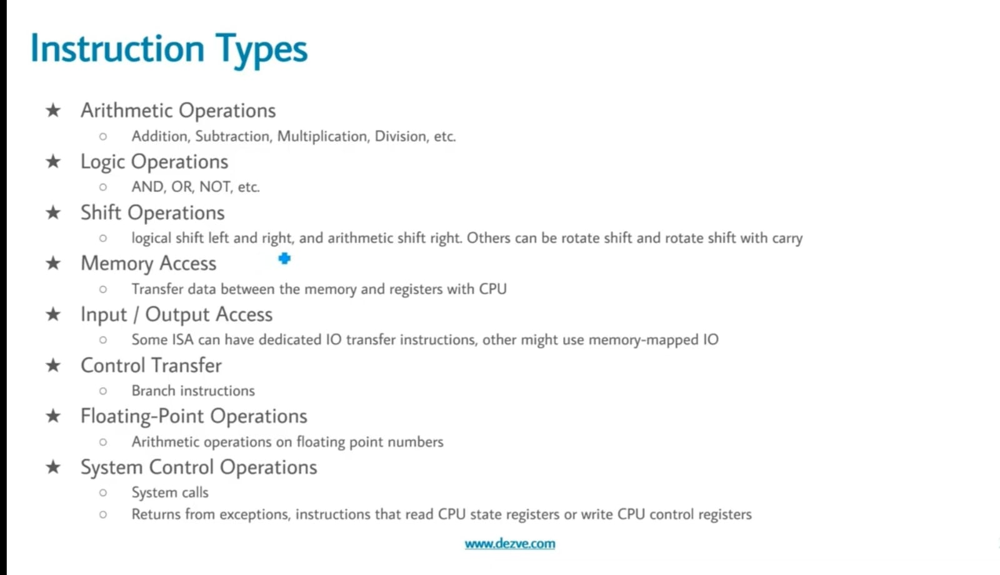 Instruction Types
★ Arithmetic Operations
○ Addition, Subtraction, Multiplication, Division, etc.
★ Logic Operations
○ AND, OR, NOT, etc.
★ Shift Operations
○ logical shift left and right, and arithmetic shift right. Others can be rotate shift and rotate shift with carry
★ Memory Access
○ Transfer data between the memory and registers with CPU
★ Input / Output Access
○ Some ISA can have dedicated IO transfer instructions, other might use memory-mapped IO
★ Control Transfer
○ Branch instructions
★ Floating-Point Operations
○ Arithmetic operations on floating point numbers
★ System Control Operations
○ System calls
○ Returns from exceptions, instructions that read CPU state registers or write CPU control registers
www.dezve.com